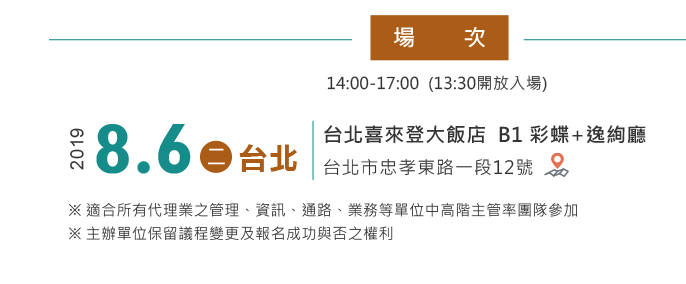 場 次
14:00-17:00 (13:30開放入場)
2019 8.6 二 台北
台北喜來登大飯店 B1 彩蝶+逸絢廳
台北市忠孝東路一段12號
※ 適合所有代理業之管理、資訊、通路、業務等單位中高階主管率團隊參加
※ 主辦單位保留議程變更及報名成功與否之權利